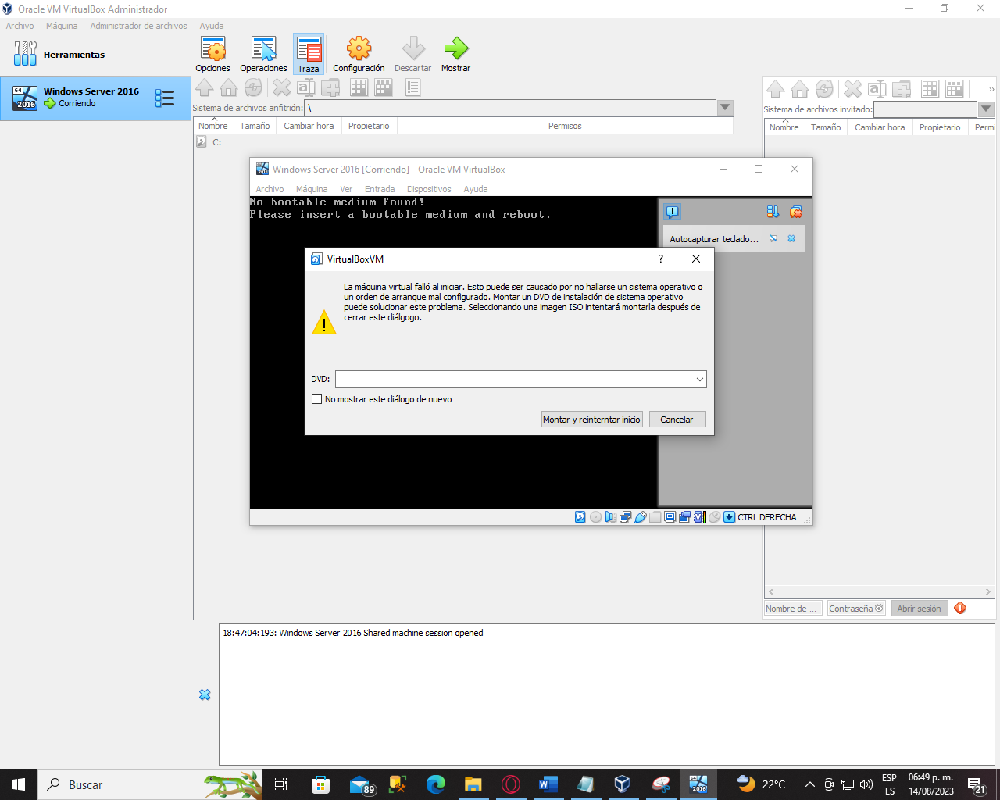 Oracle VM VirtualBox Administrador
Archivo Máquina Administrador de archivos Ayuda
Herramientas
Windows Server 2016
Corriendo
64
2016
Opciones Operaciones Traza Configuración Descartar Mostrar
Sistema de archivos anfitrión: \
Nombre Tamaño Cambiar hora Propietario Permisos
C:
Sistema de archivos invitado:
Nombre Tamaño Cambiar hora Propietario Perm
Windows Server 2016 [Corriendo] - Oracle VM VirtualBox
Archivo Máquina Ver Entrada Dispositivos Ayuda
No bootable medium found!
Please insert a bootable medium and reboot.
Autocapturar teclado...
VirtualBoxVM
La máquina virtual falló al iniciar. Esto puede ser causado por no hallarse un sistema operativo o
un orden de arranque mal configurado. Montar un DVD de instalación de sistema operativo
puede solucionar este problema. Seleccionando una imagen ISO intentará montarla después de
cerrar este diálgogo.
DVD:
No mostrar este diálogo de nuevo
Montar y reinterntar inicio Cancelar
CTRL DERECHA
Nombre de ... Contraseña Abrir sesión
18:47:04:193: Windows Server 2016 Shared machine session opened
Buscar
89
22°C
ESP
ES
06:49 p. m.
14/08/2023
21